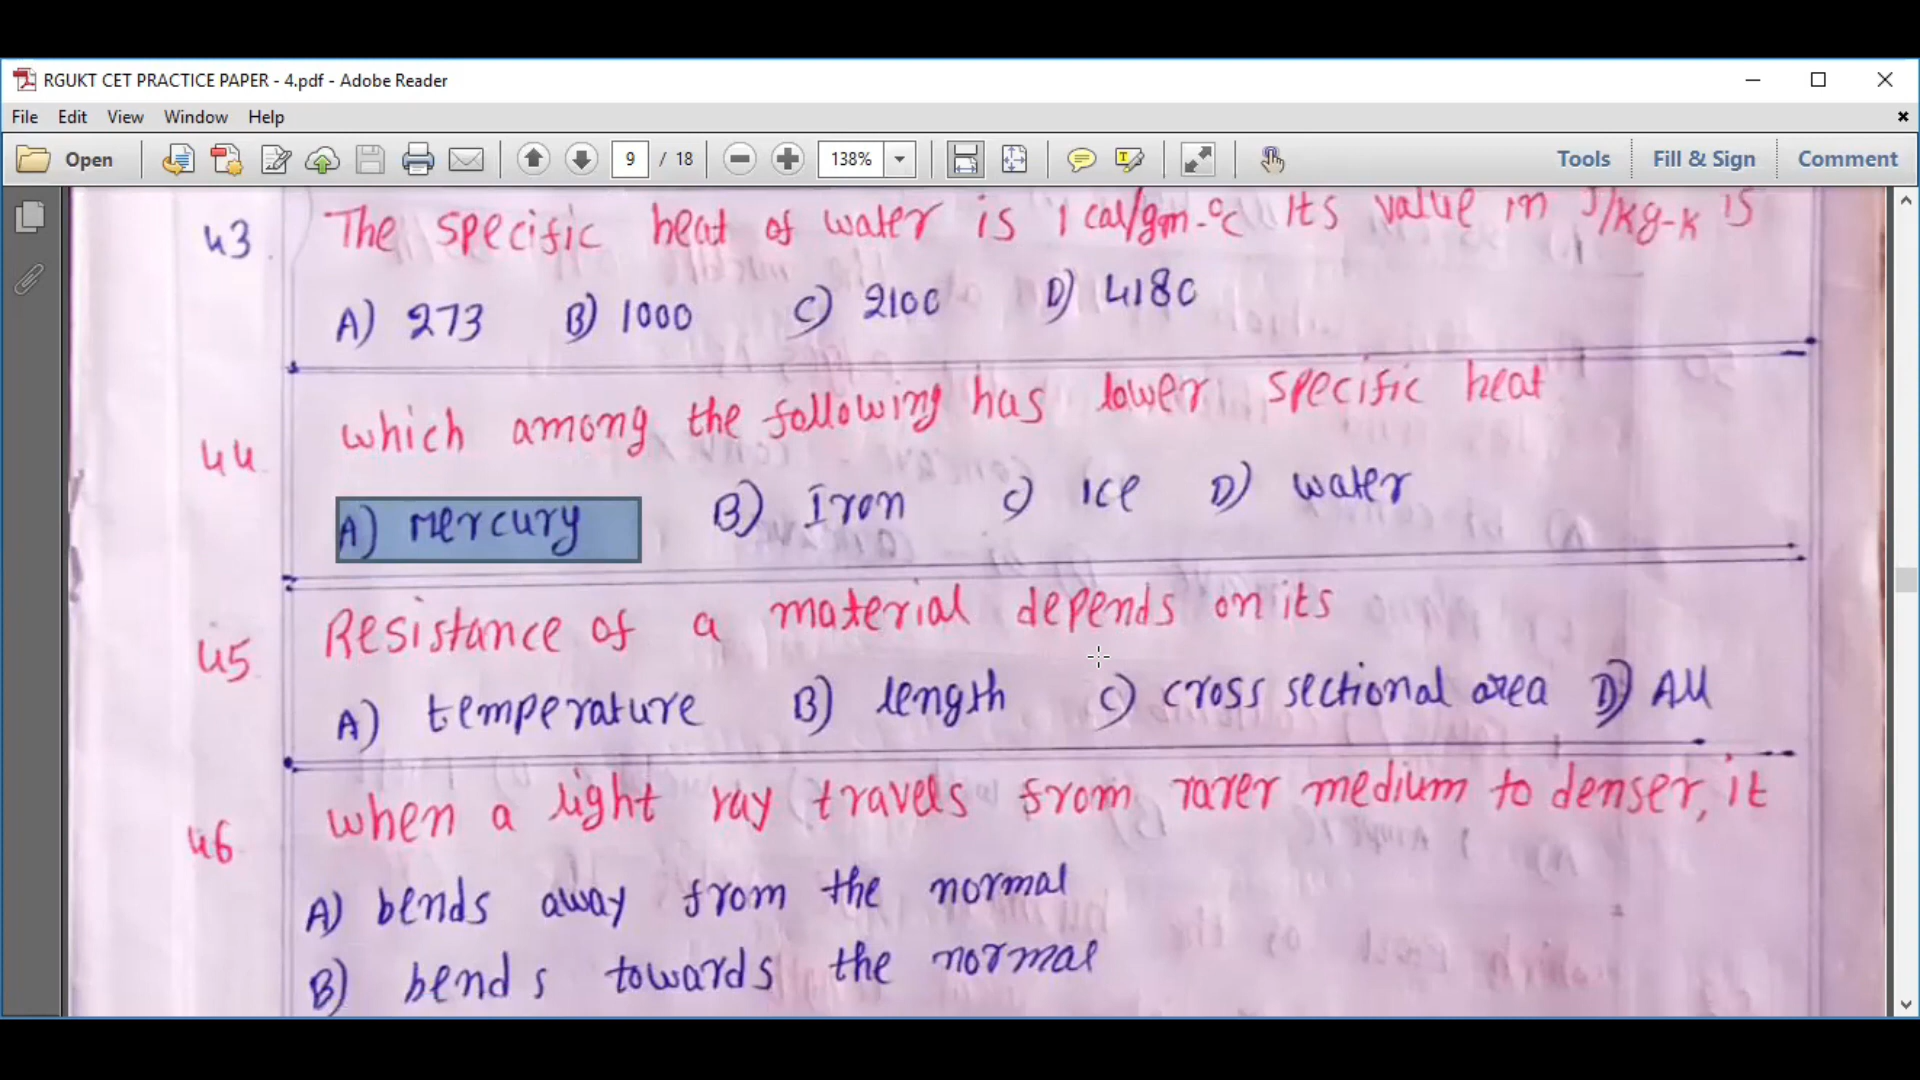 RGUKT CET PRACTICE PAPER - 4.pdf - Adobe Reader
File Edit View Window Help
Open 9 / 18 138% Tools Fill & Sign Comment
43. The specific heat of water is 1 cal/gm-°C its value in J/kg-K is
A) 273 B) 1000 C) 2100 D) 4180
44. which among the following has lower specific heat
A) mercury B) Iron C) ice D) water
45. Resistance of a material depends on its
A) temperature B) length C) cross sectional area D) All
46 when a light ray travels from rarer medium to denser, it
A) bends away from the normal
B) bends towards the normal